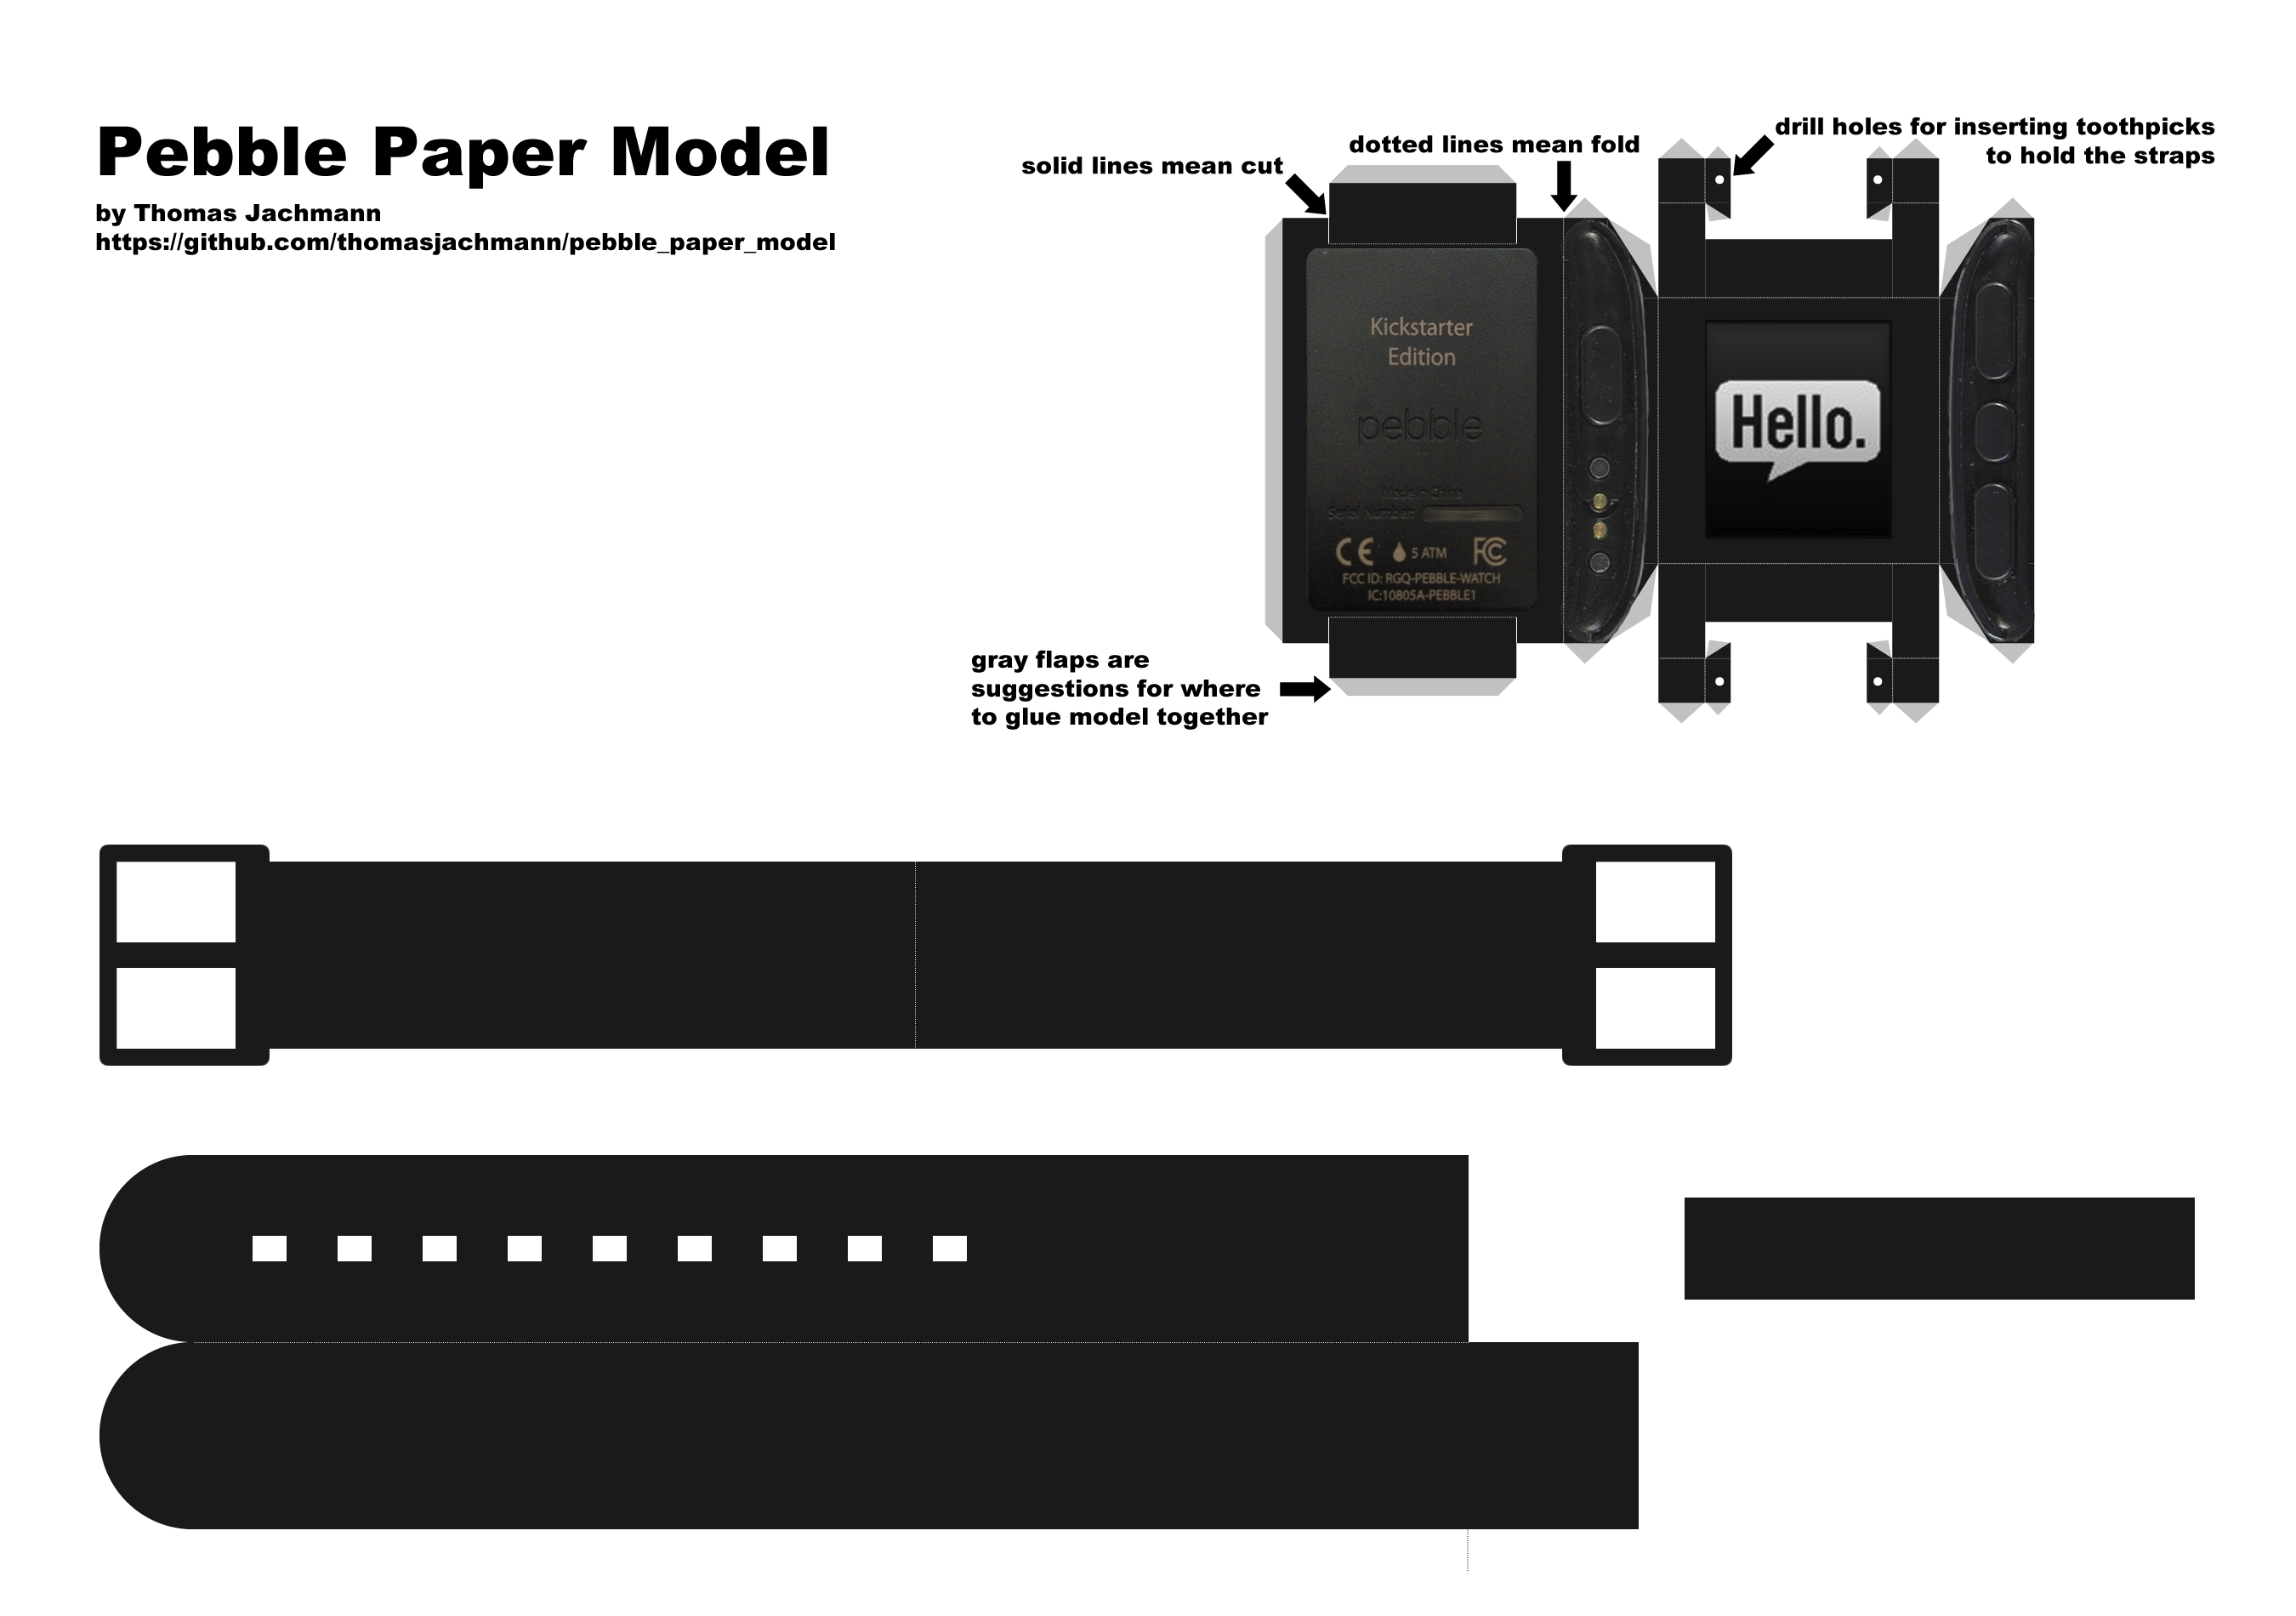 Pebble Paper Model
by Thomas Jachmann
https://github.com/thomasjachmann/pebble_paper_model
solid lines mean cut
dotted lines mean fold
drill holes for inserting toothpicks
to hold the straps
Kickstarter
Edition
pebble
Made in China
Serial Number:
CE 5 ATM FC
FCC ID: RGQ-PEBBLE-WATCH
IC:10805A-PEBBLE1
Hello.
gray flaps are
suggestions for where
to glue model together